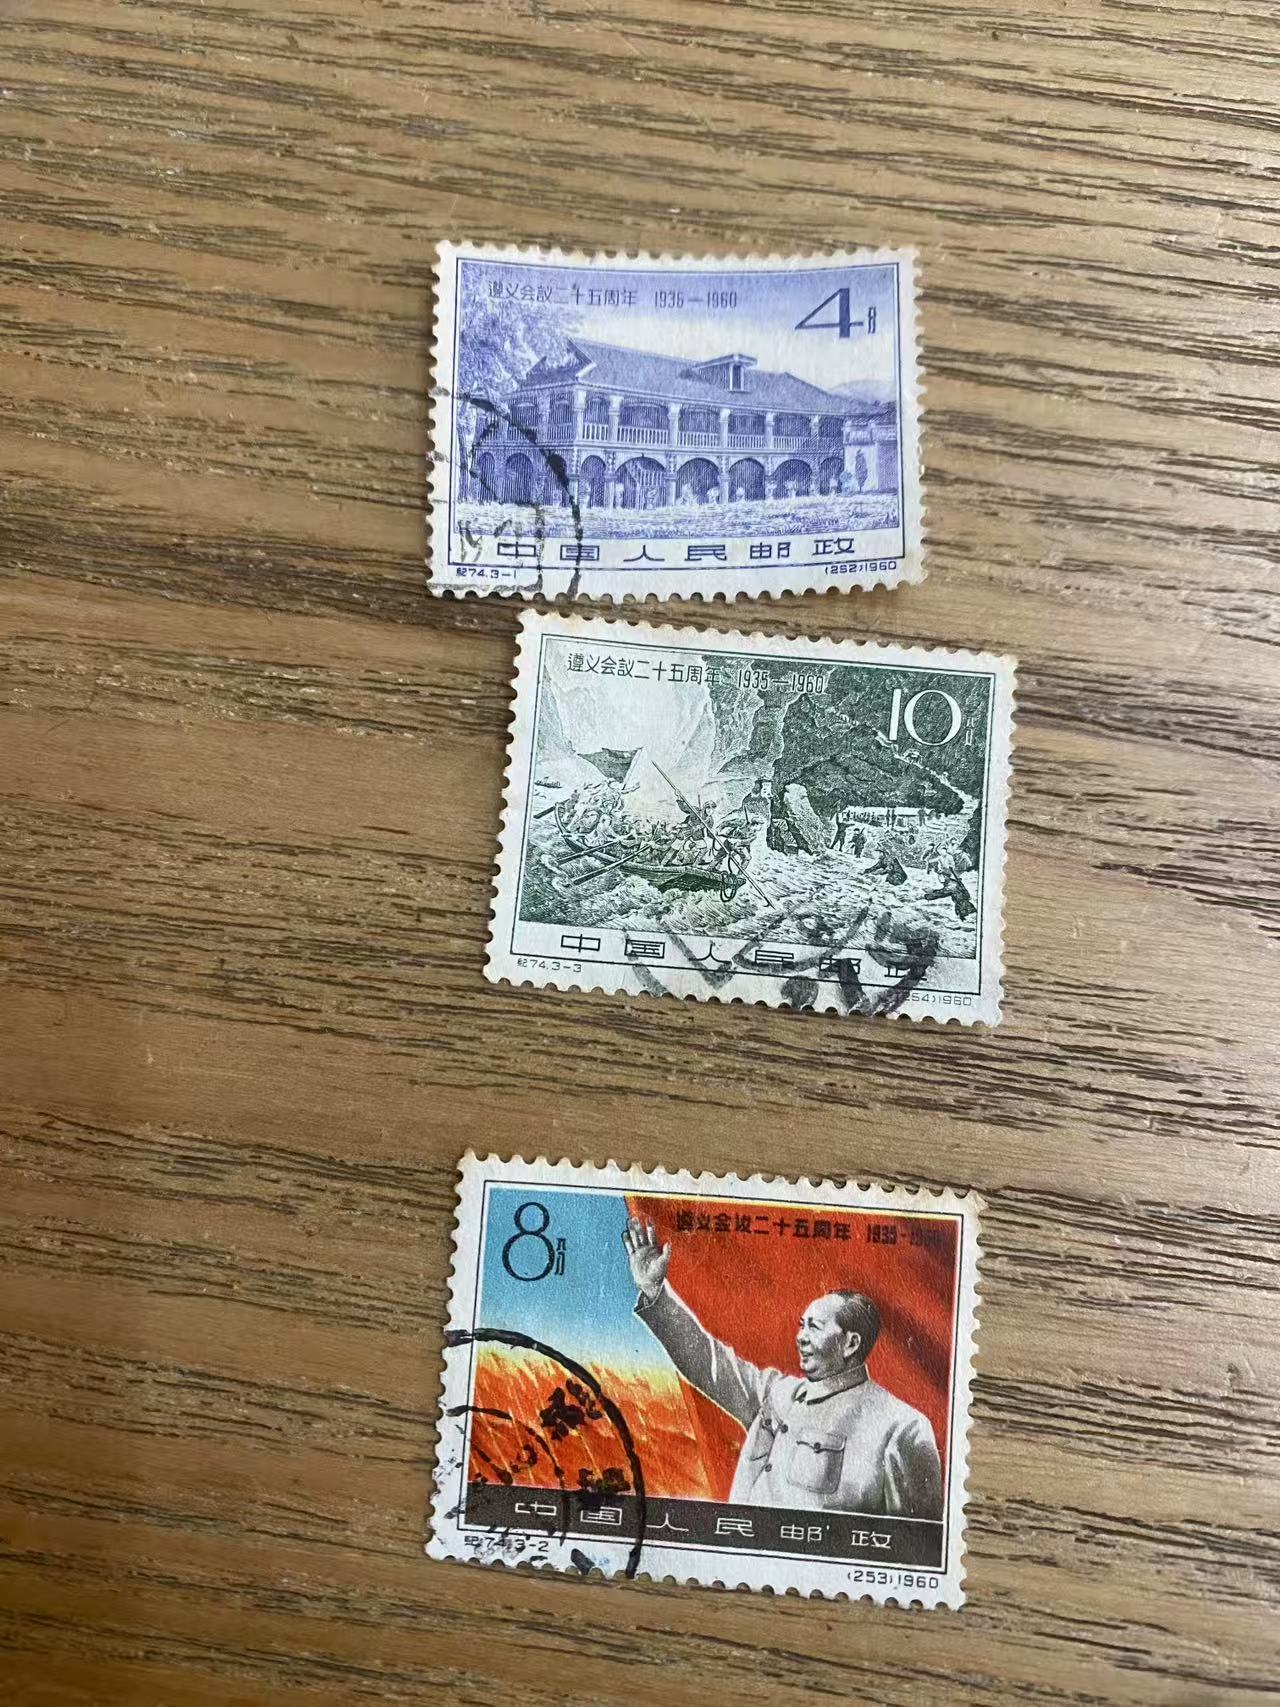 遵义会议二十五周年 1935—1960
4分
中国人民邮政
纪74.3-1
(252)1960
遵义会议二十五周年 1935—1960
10分
中国人民邮政
纪74.3-3
(254)1960
8分
遵义会议二十五周年 1935-1960
中国人民邮政
纪74.3-2
(253)1960